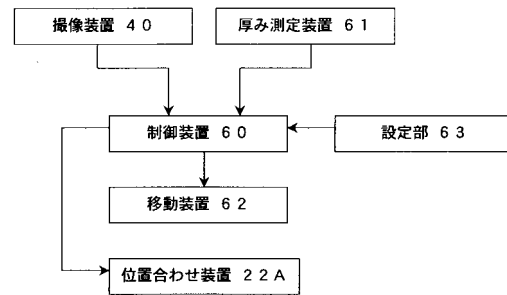 撮像装置 40
厚み測定装置 61
制御装置 60
設定部 63
移動装置 62
位置合わせ装置 22A